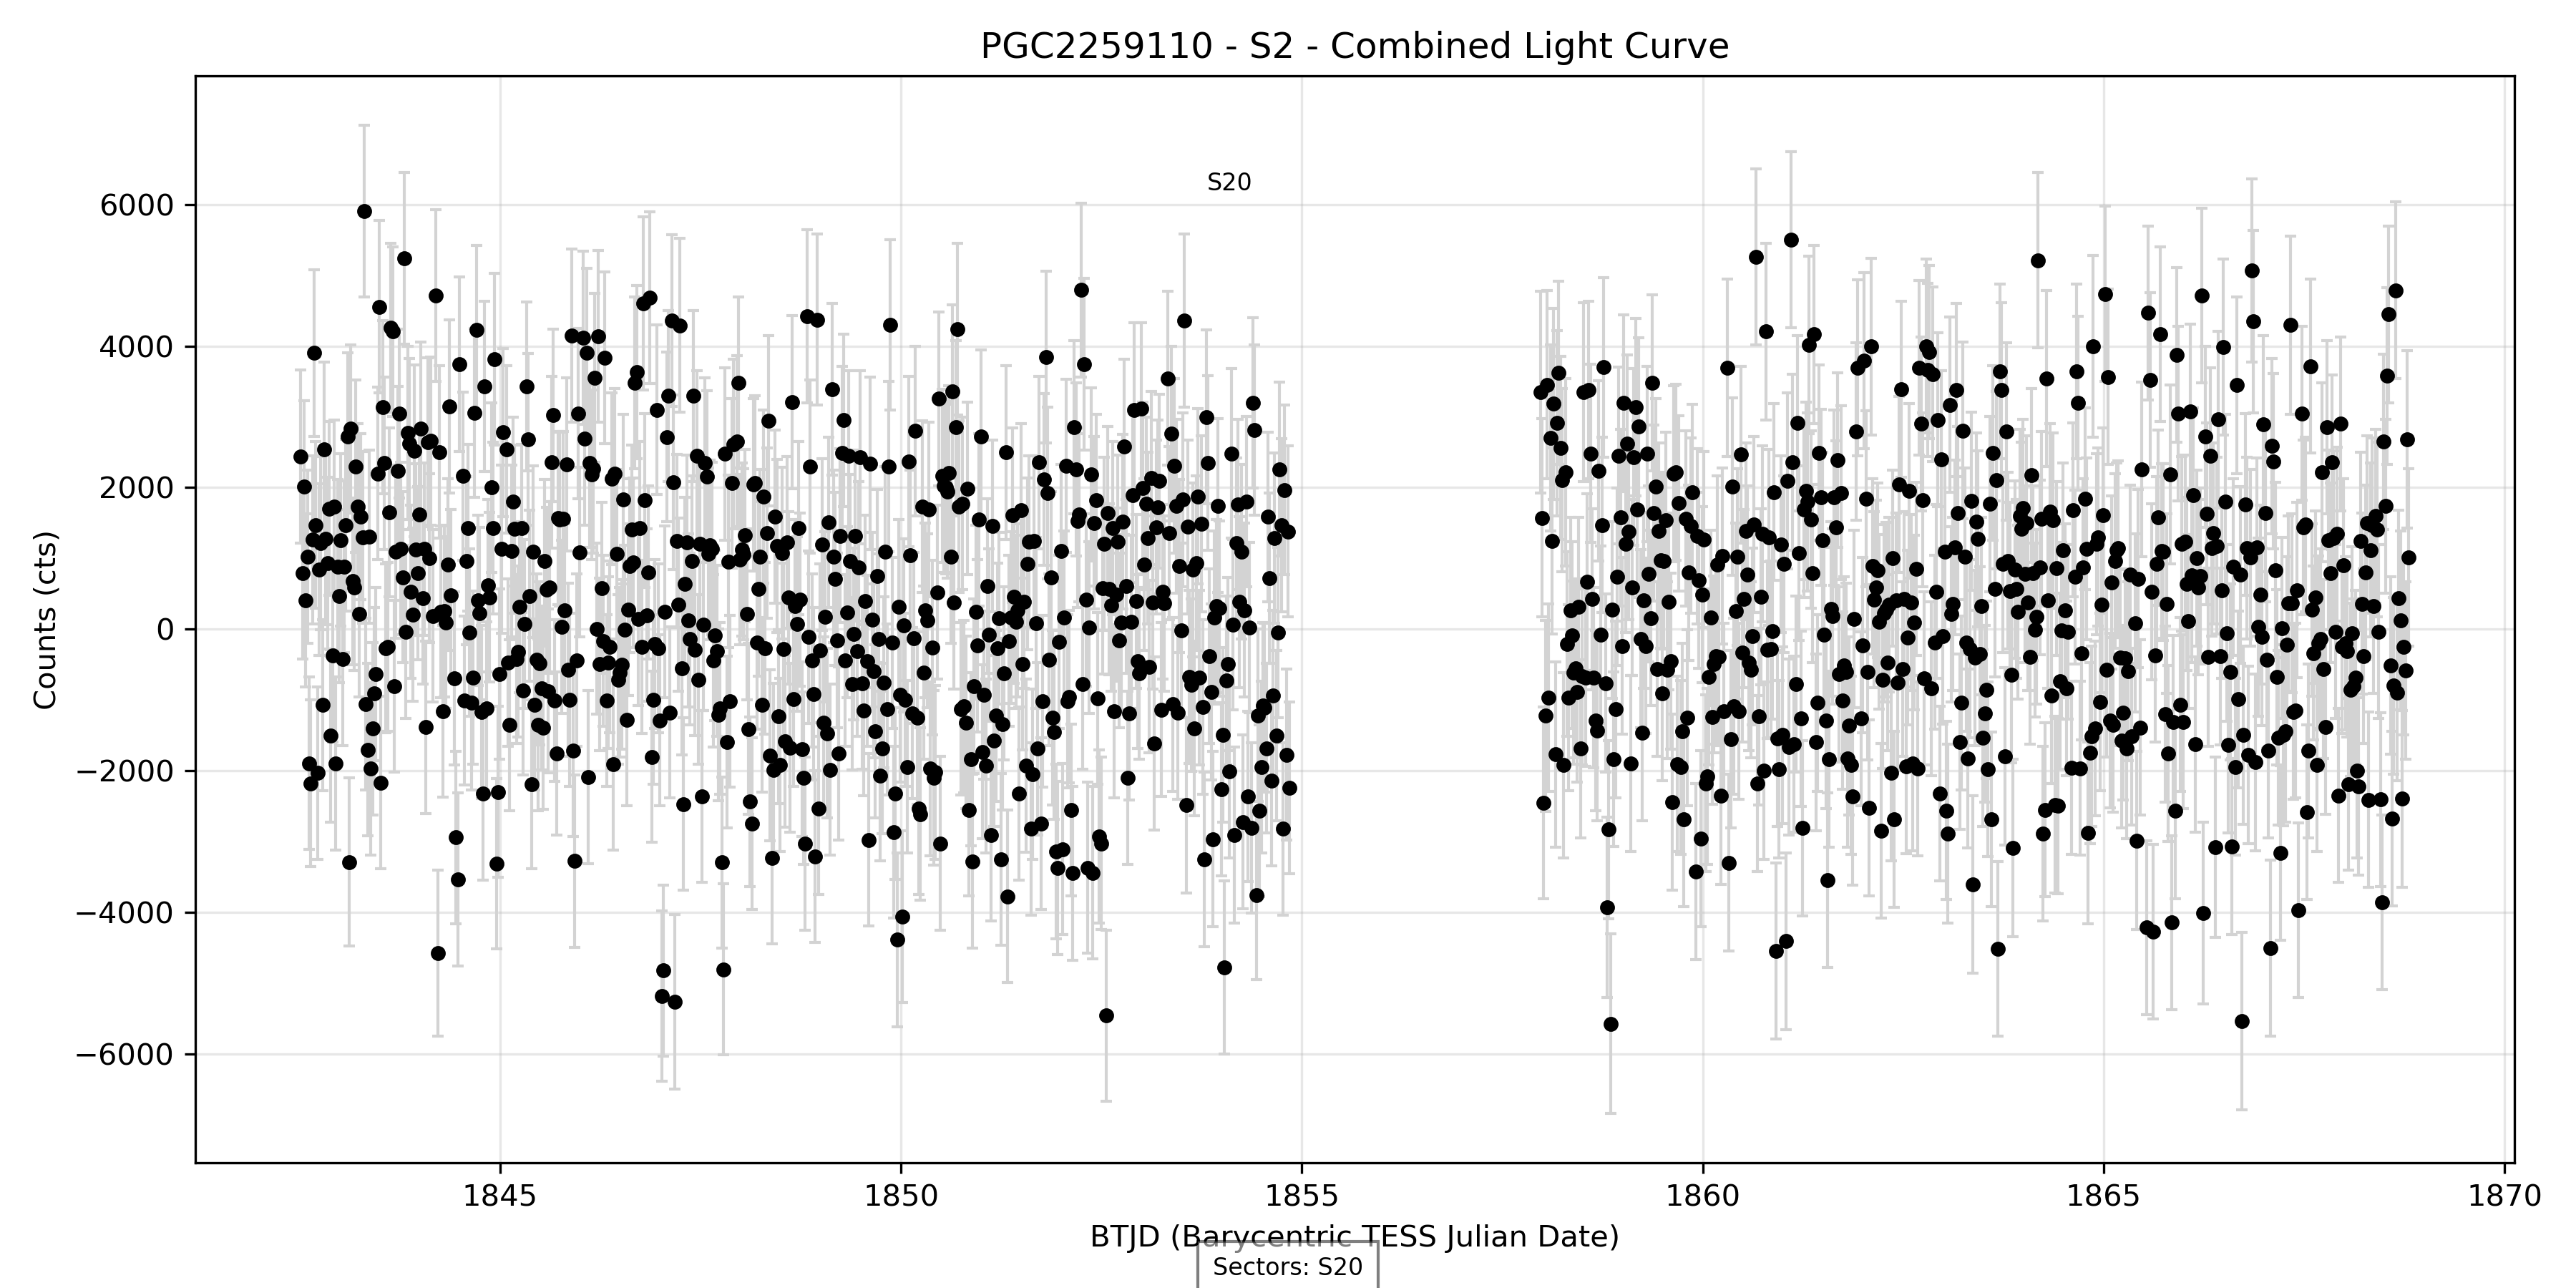 PGC2259110 - S2 - Combined Light Curve
S20
6000
4000
2000
0
−2000
−4000
−6000
Counts (cts)
1845
1850
1855
1860
1865
1870
BTJD (Barycentric TESS Julian Date)
Sectors: S20